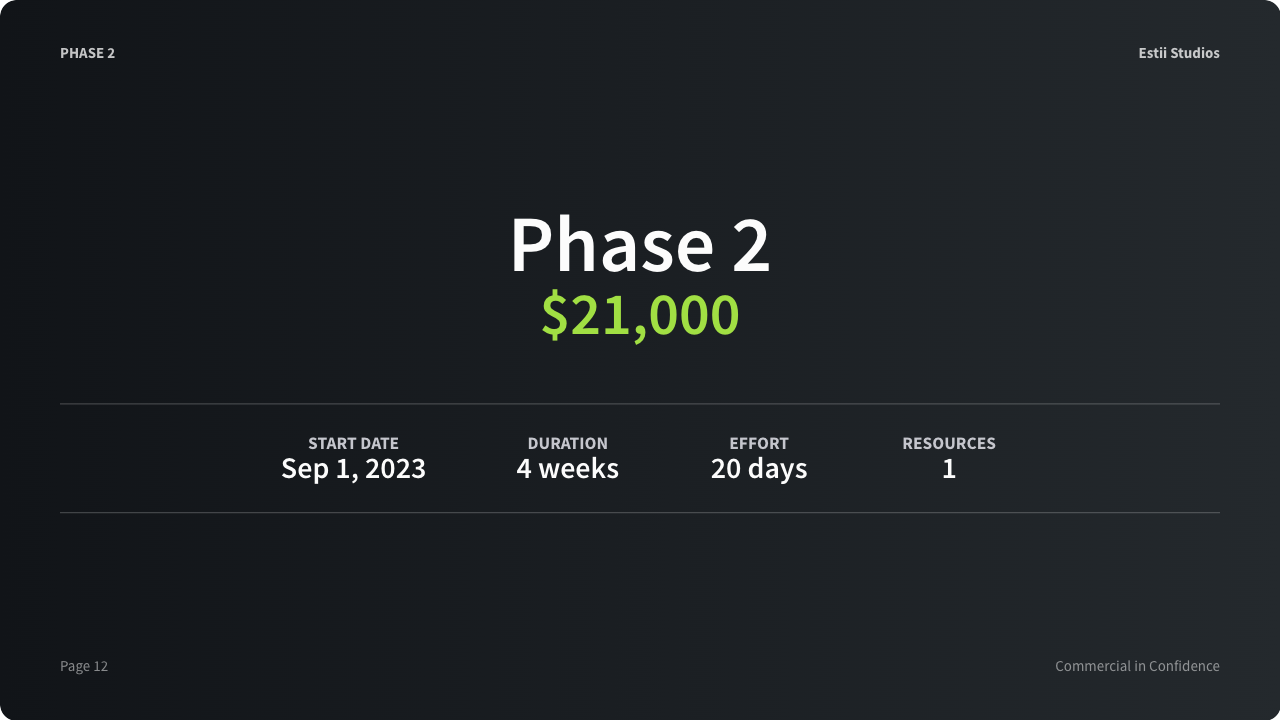 PHASE 2
Estii Studios
Phase 2
$21,000
START DATE
Sep 1, 2023
DURATION
4 weeks
EFFORT
20 days
RESOURCES
1
Page 12
Commercial in Confidence